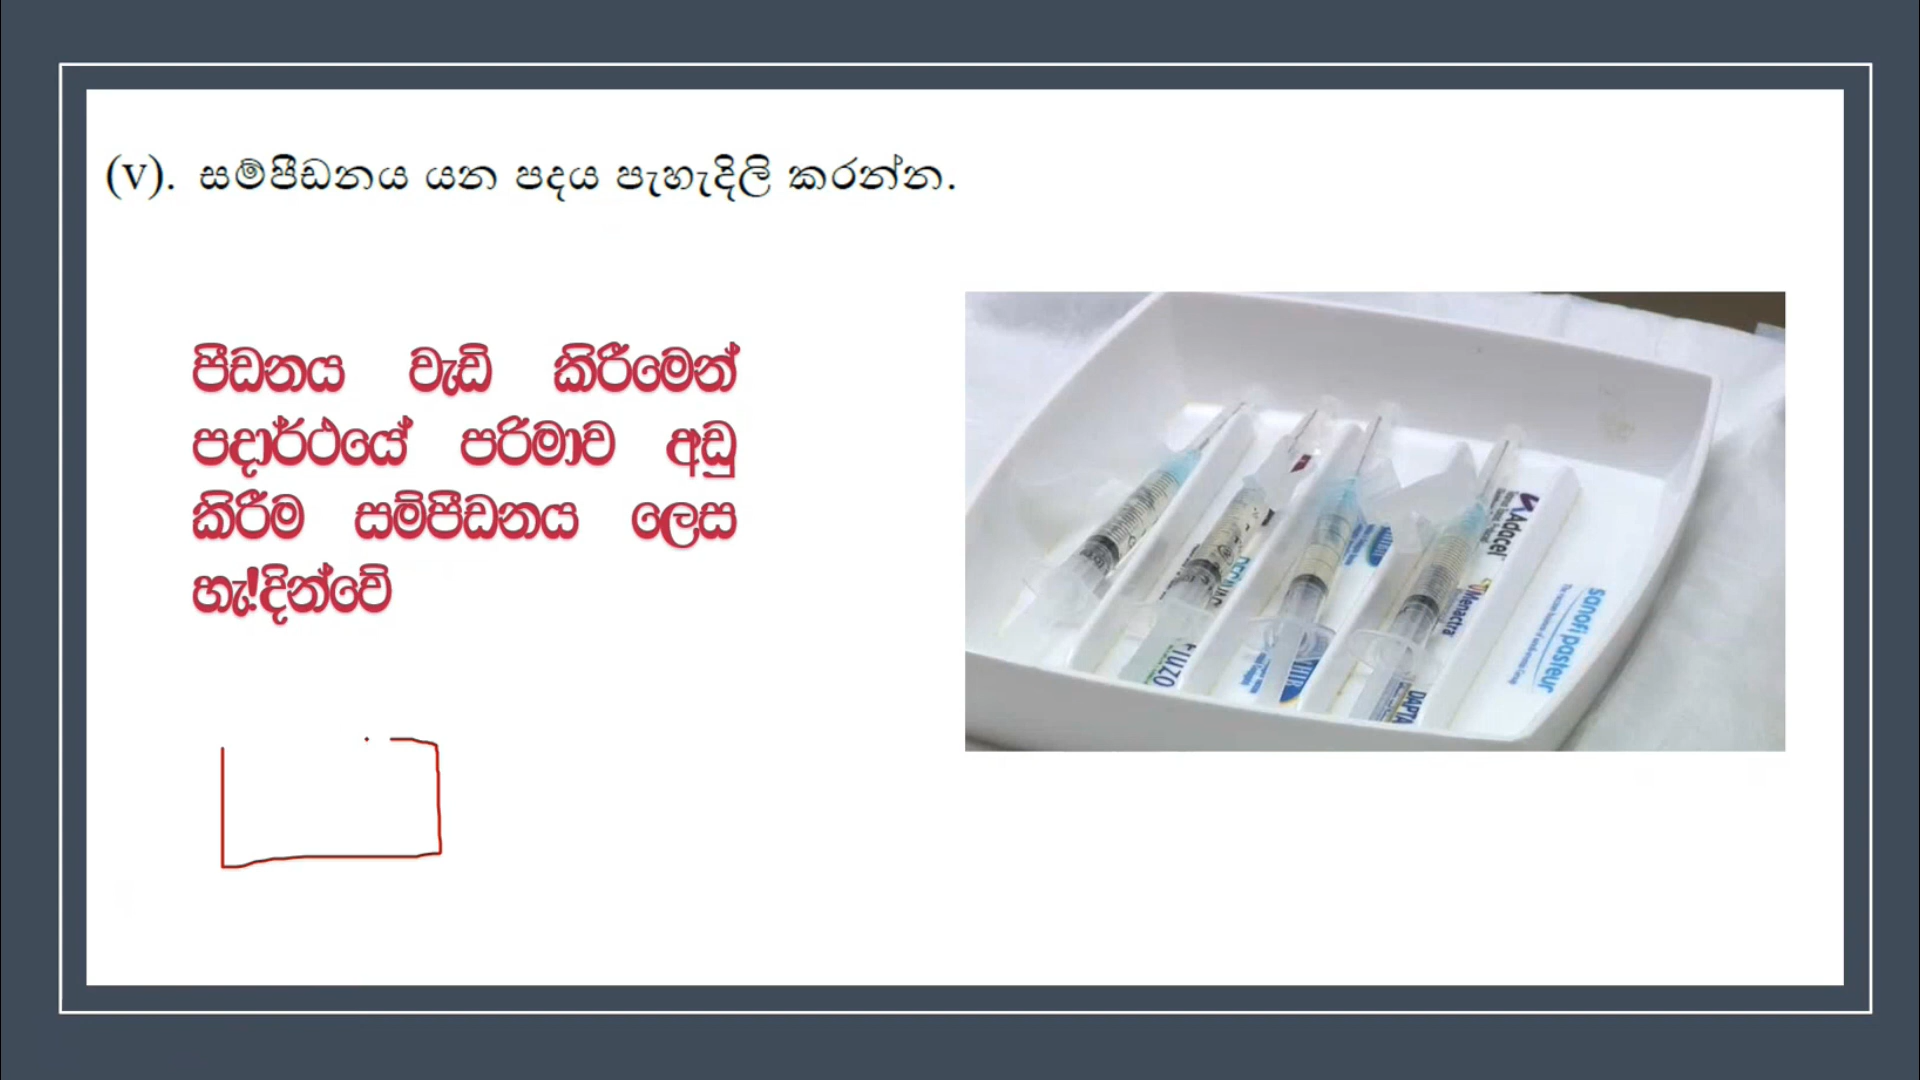 (v). සම්පීඩනය යන පදය පැහැදිලි කරන්න.
පීඩනය වැඩි කිරීමෙන්
පදාර්ථයේ පරිමාව අඩු
කිරීම සම්පීඩනය ලෙස
හැ!දින්වේ
Adacel
Menactra
sanofi pasteur